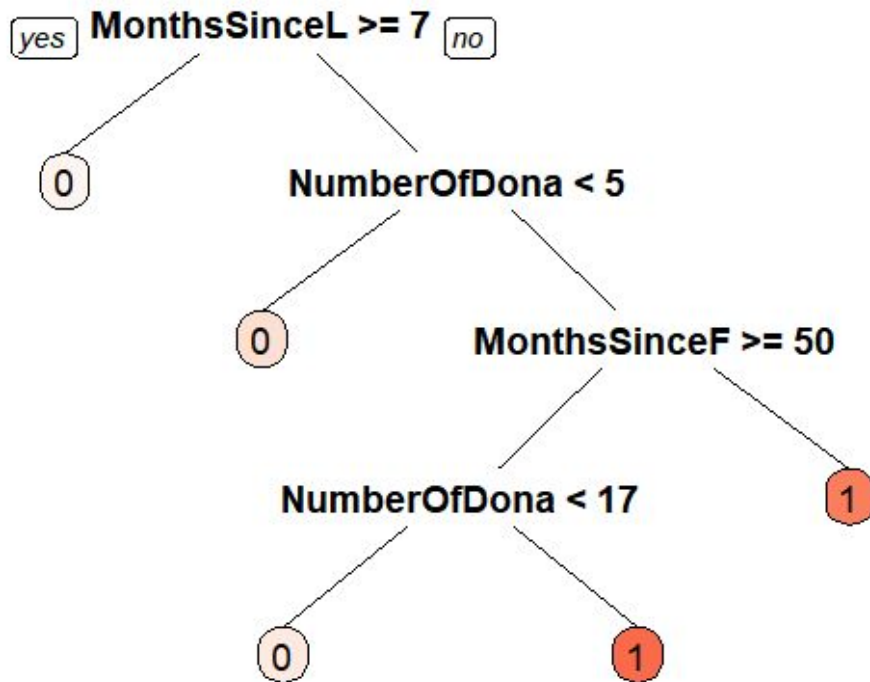 yes MonthsSinceL >= 7 no
0
NumberOfDona < 5
0
MonthsSinceF >= 50
NumberOfDona < 17
1
0
1